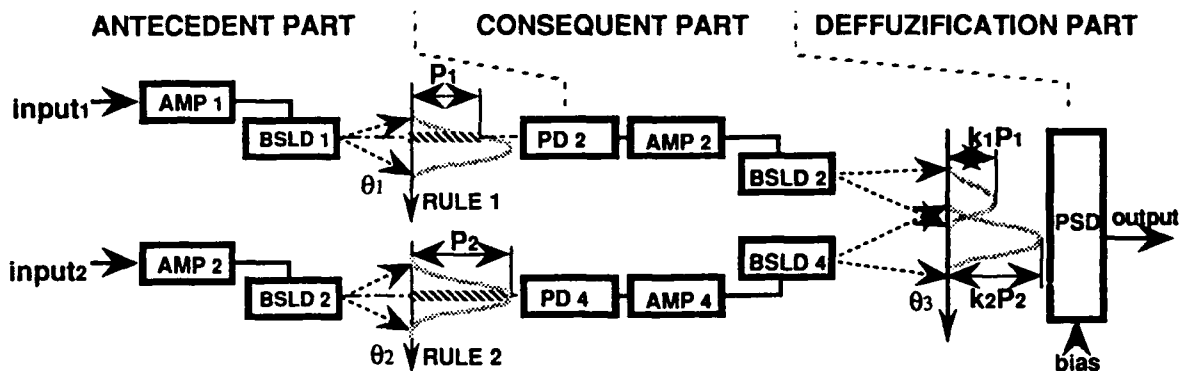 ANTECEDENT PART
CONSEQUENT PART
DEFFUZIFICATION PART
input1
AMP 1
BSLD 1
P1
θ1
RULE 1
PD 2
AMP 2
BSLD 2
k1P1
PSD
output
input2
AMP 2
BSLD 2
P2
θ2
RULE 2
PD 4
AMP 4
BSLD 4
θ3
k2P2
bias